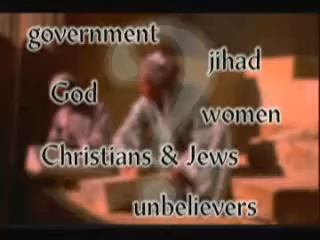 government
jihad
God
women
Christians & Jews
unbelievers